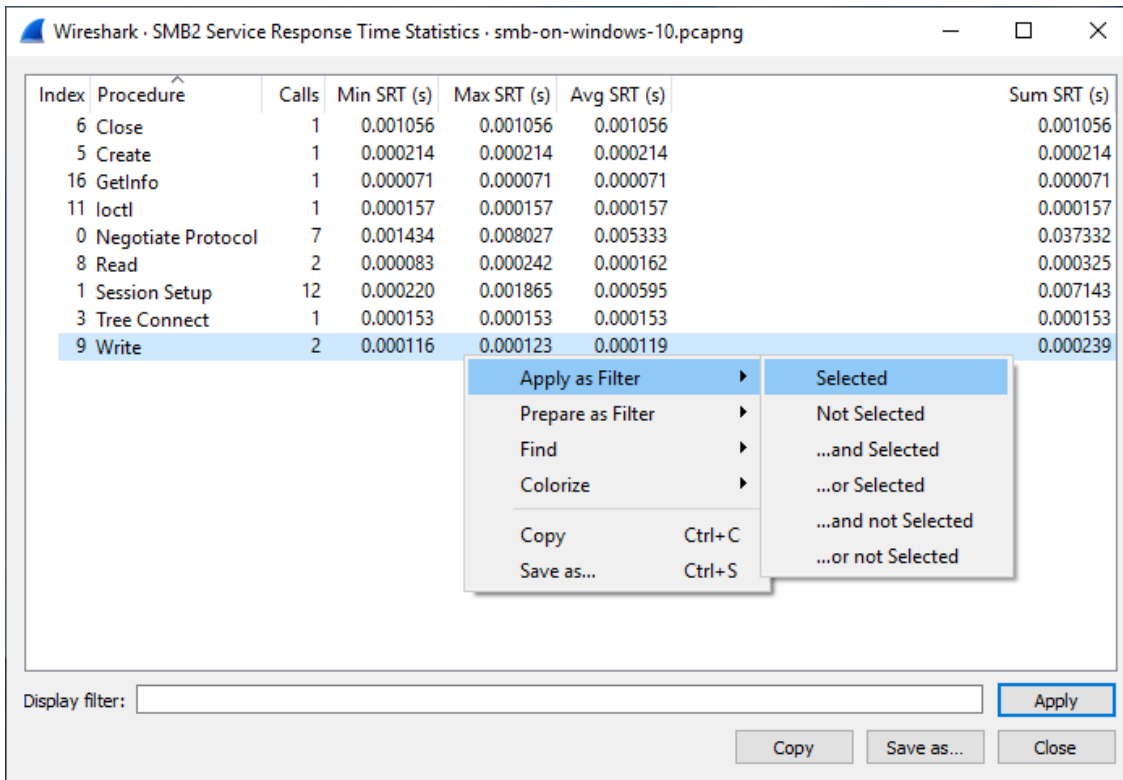 Wireshark · SMB2 Service Response Time Statistics · smb-on-windows-10.pcapng
Index Procedure Calls Min SRT (s) Max SRT (s) Avg SRT (s) Sum SRT (s)
6 Close 1 0.001056 0.001056 0.001056 0.001056
5 Create 1 0.000214 0.000214 0.000214 0.000214
16 GetInfo 1 0.000071 0.000071 0.000071 0.000071
11 Ioctl 1 0.000157 0.000157 0.000157 0.000157
0 Negotiate Protocol 7 0.001434 0.008027 0.005333 0.037332
8 Read 2 0.000083 0.000242 0.000162 0.000325
1 Session Setup 12 0.000220 0.001865 0.000595 0.007143
3 Tree Connect 1 0.000153 0.000153 0.000153 0.000153
9 Write 2 0.000116 0.000123 0.000119 0.000239
Apply as Filter
Prepare as Filter
Find
Colorize
Copy Ctrl+C
Save as... Ctrl+S
Selected
Not Selected
...and Selected
...or Selected
...and not Selected
...or not Selected
Display filter: Apply
Copy Save as... Close